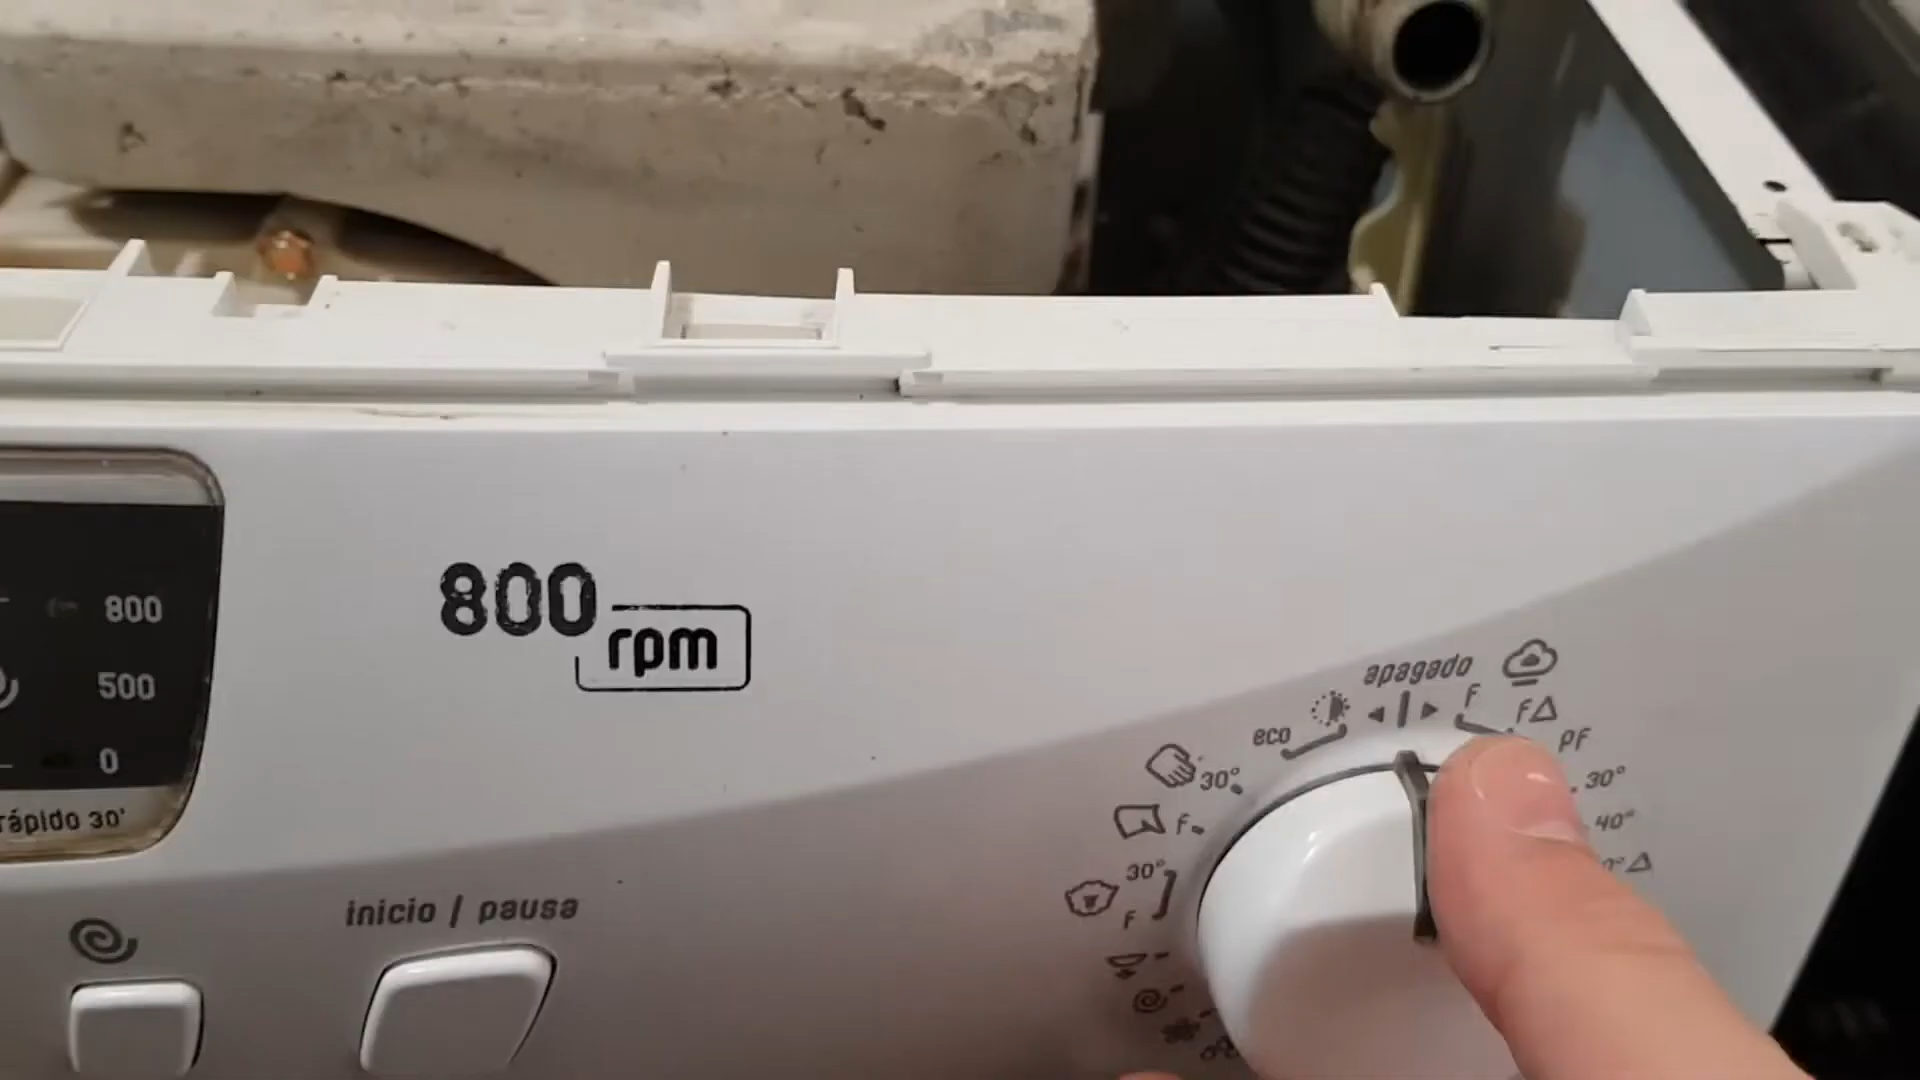 800
500
0
rápido 30'
800
rpm
inicio / pausa
apagado
F
F△
PF
30°
40°
eco
30°
F
30°
F